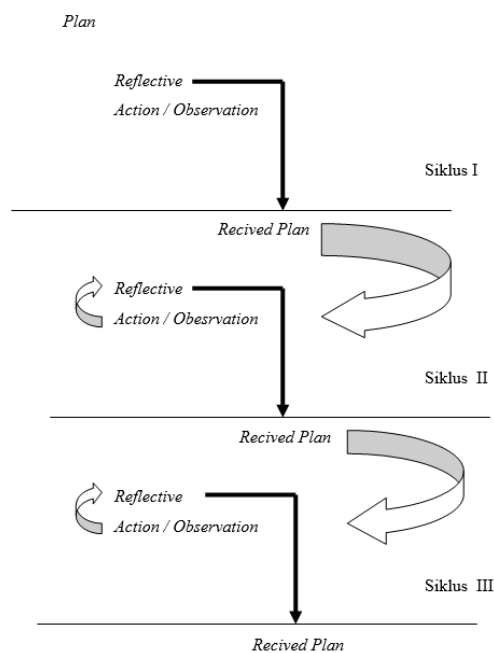 Plan
Reflective
Action / Observation
Siklus I
Recived Plan
Reflective
Action / Obesrvation
Siklus II
Recived Plan
Reflective
Action / Observation
Siklus III
Recived Plan